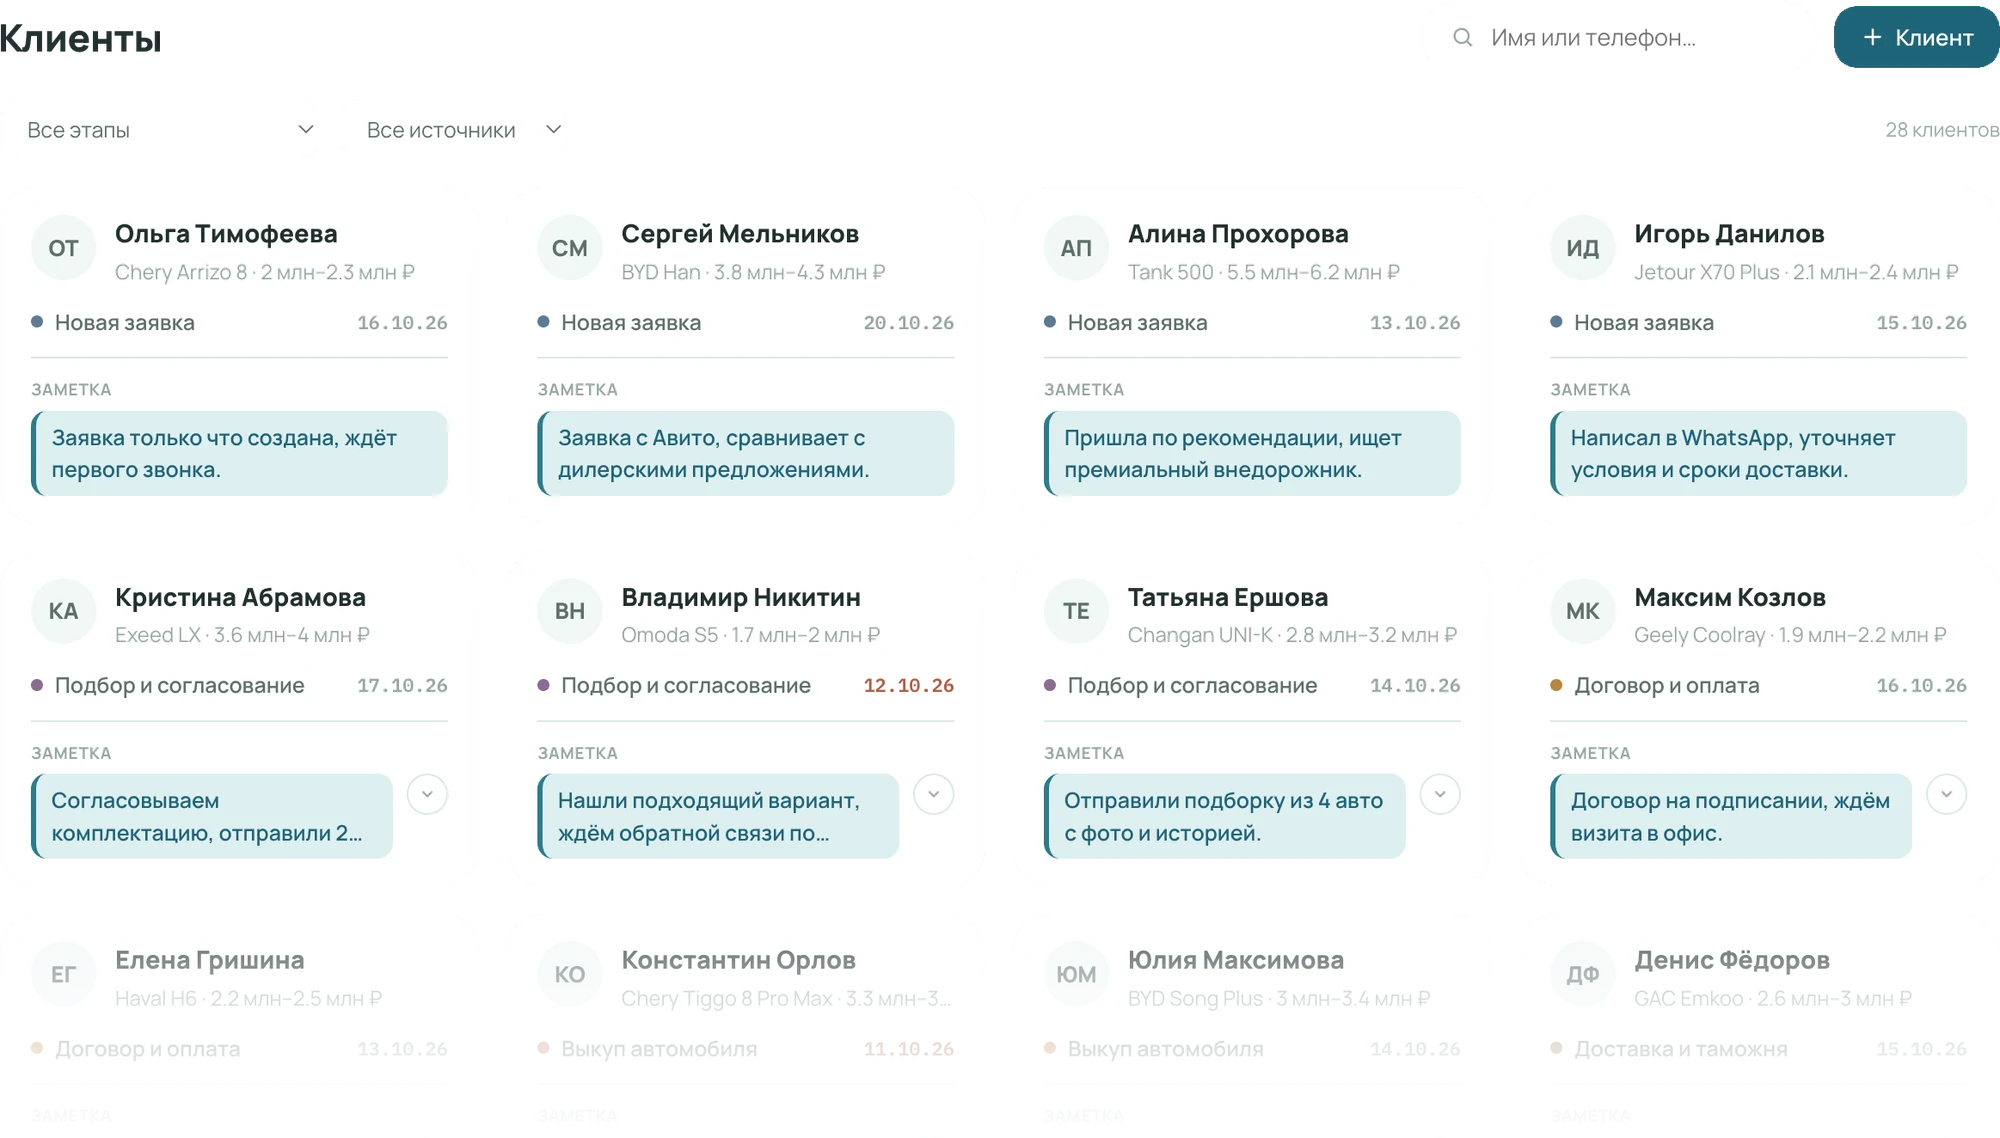 Клиенты
Имя или телефон...
+ Клиент
Все этапы
Все источники
28 клиентов
ОТ
Ольга Тимофеева
Chery Arrizo 8 · 2 млн–2.3 млн ₽
Новая заявка
16.10.26
ЗАМЕТКА
Заявка только что создана, ждёт
первого звонка.
СМ
Сергей Мельников
BYD Han · 3.8 млн–4.3 млн ₽
Новая заявка
20.10.26
ЗАМЕТКА
Заявка с Авито, сравнивает с
дилерскими предложениями.
АП
Алина Прохорова
Tank 500 · 5.5 млн–6.2 млн ₽
Новая заявка
13.10.26
ЗАМЕТКА
Пришла по рекомендации, ищет
премиальный внедорожник.
ИД
Игорь Данилов
Jetour X70 Plus · 2.1 млн–2.4 млн ₽
Новая заявка
15.10.26
ЗАМЕТКА
Написал в WhatsApp, уточняет
условия и сроки доставки.
КА
Кристина Абрамова
Exeed LX · 3.6 млн–4 млн ₽
Подбор и согласование
17.10.26
ЗАМЕТКА
Согласовываем
комплектацию, отправили 2...
ВН
Владимир Никитин
Omoda S5 · 1.7 млн–2 млн ₽
Подбор и согласование
12.10.26
ЗАМЕТКА
Нашли подходящий вариант,
ждём обратной связи по...
ТЕ
Татьяна Ершова
Changan UNI-K · 2.8 млн–3.2 млн ₽
Подбор и согласование
14.10.26
ЗАМЕТКА
Отправили подборку из 4 авто
с фото и историей.
МК
Максим Козлов
Geely Coolray · 1.9 млн–2.2 млн ₽
Договор и оплата
16.10.26
ЗАМЕТКА
Договор на подписании, ждём
визита в офис.
ЕГ
Елена Гришина
Haval H6 · 2.2 млн–2.5 млн ₽
Договор и оплата
13.10.26
ЗАМЕТКА
КО
Константин Орлов
Chery Tiggo 8 Pro Max · 3.3 млн–3...
Выкуп автомобиля
11.10.26
ЗАМЕТКА
ЮМ
Юлия Максимова
BYD Song Plus · 3 млн–3.4 млн ₽
Выкуп автомобиля
14.10.26
ЗАМЕТКА
ДФ
Денис Фёдоров
GAC Emkoo · 2.6 млн–3 млн ₽
Доставка и таможня
15.10.26
ЗАМЕТКА